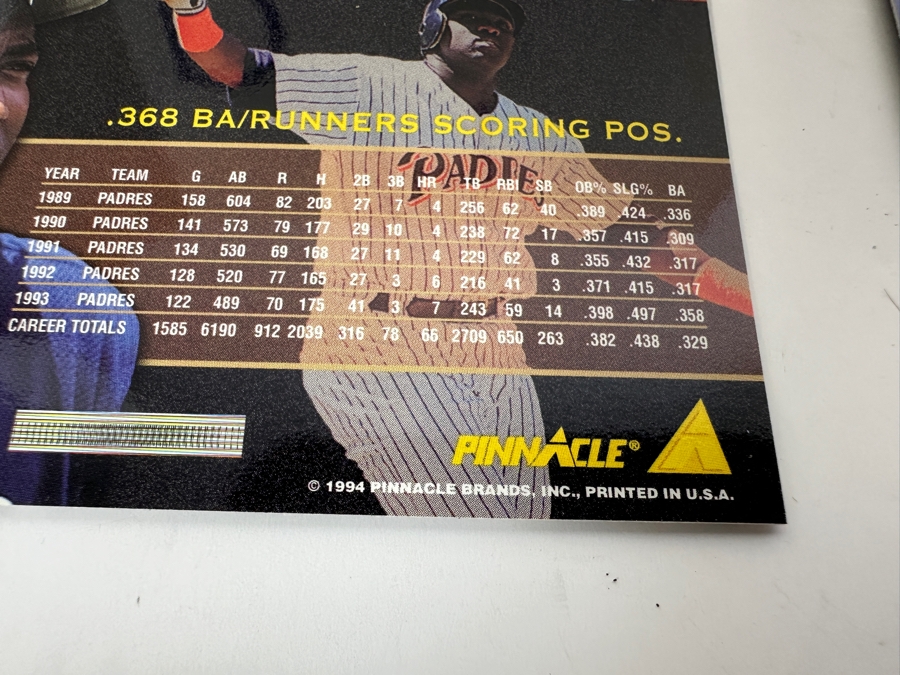 .368 BA/RUNNERS SCORING POS.
YEAR TEAM G AB R H 2B 3B HR TB RBI SB OB% SLG% BA
1989 PADRES 158 604 82 203 27 7 4 256 62 40 .389 .424 .336
1990 PADRES 141 573 79 177 29 10 4 238 72 17 .357 .415 .309
1991 PADRES 134 530 69 168 27 11 4 229 62 8 .355 .432 .317
1992 PADRES 128 520 77 165 27 3 6 216 41 3 .371 .415 .317
1993 PADRES 122 489 70 175 41 3 7 243 59 14 .398 .497 .358
CAREER TOTALS 1585 6190 912 2039 316 78 66 2709 650 263 .382 .438 .329
PADRES
PINNACLE®
© 1994 PINNACLE BRANDS, INC., PRINTED IN U.S.A.